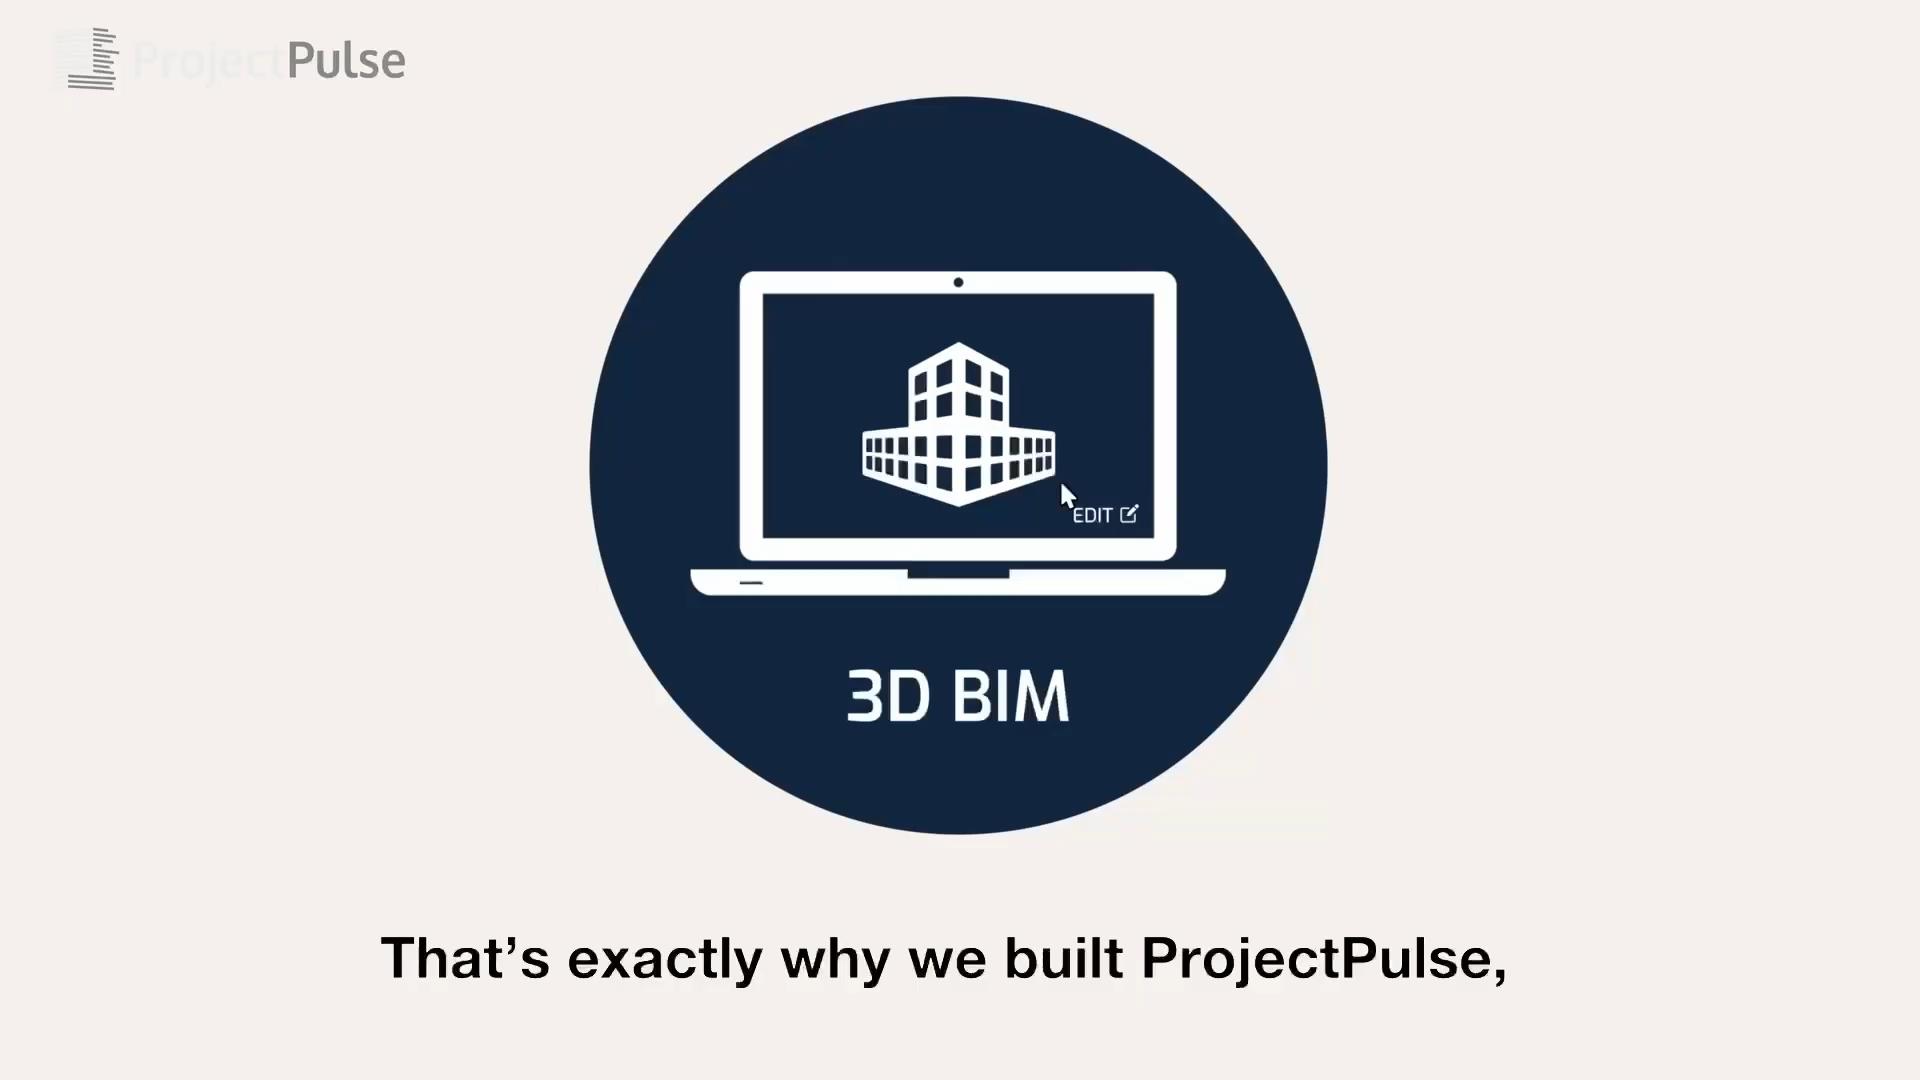 ProjectPulse
EDIT
3D BIM
That’s exactly why we built ProjectPulse,